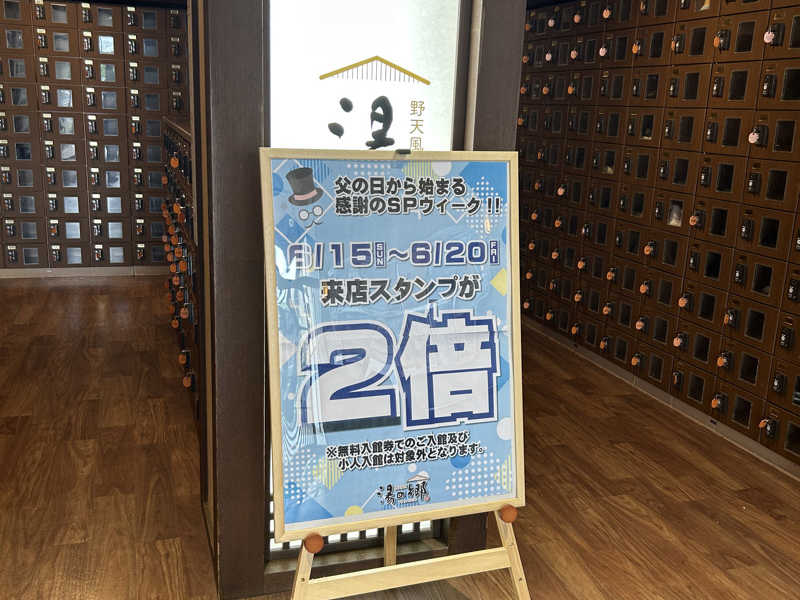 野天風
父の日から始まる
感謝のSPウィーク!!
6/15SUN～6/20FRI
来店スタンプが
2倍
※無料入館券でのご入館及び
小人入館は対象外となります。
湯の郷